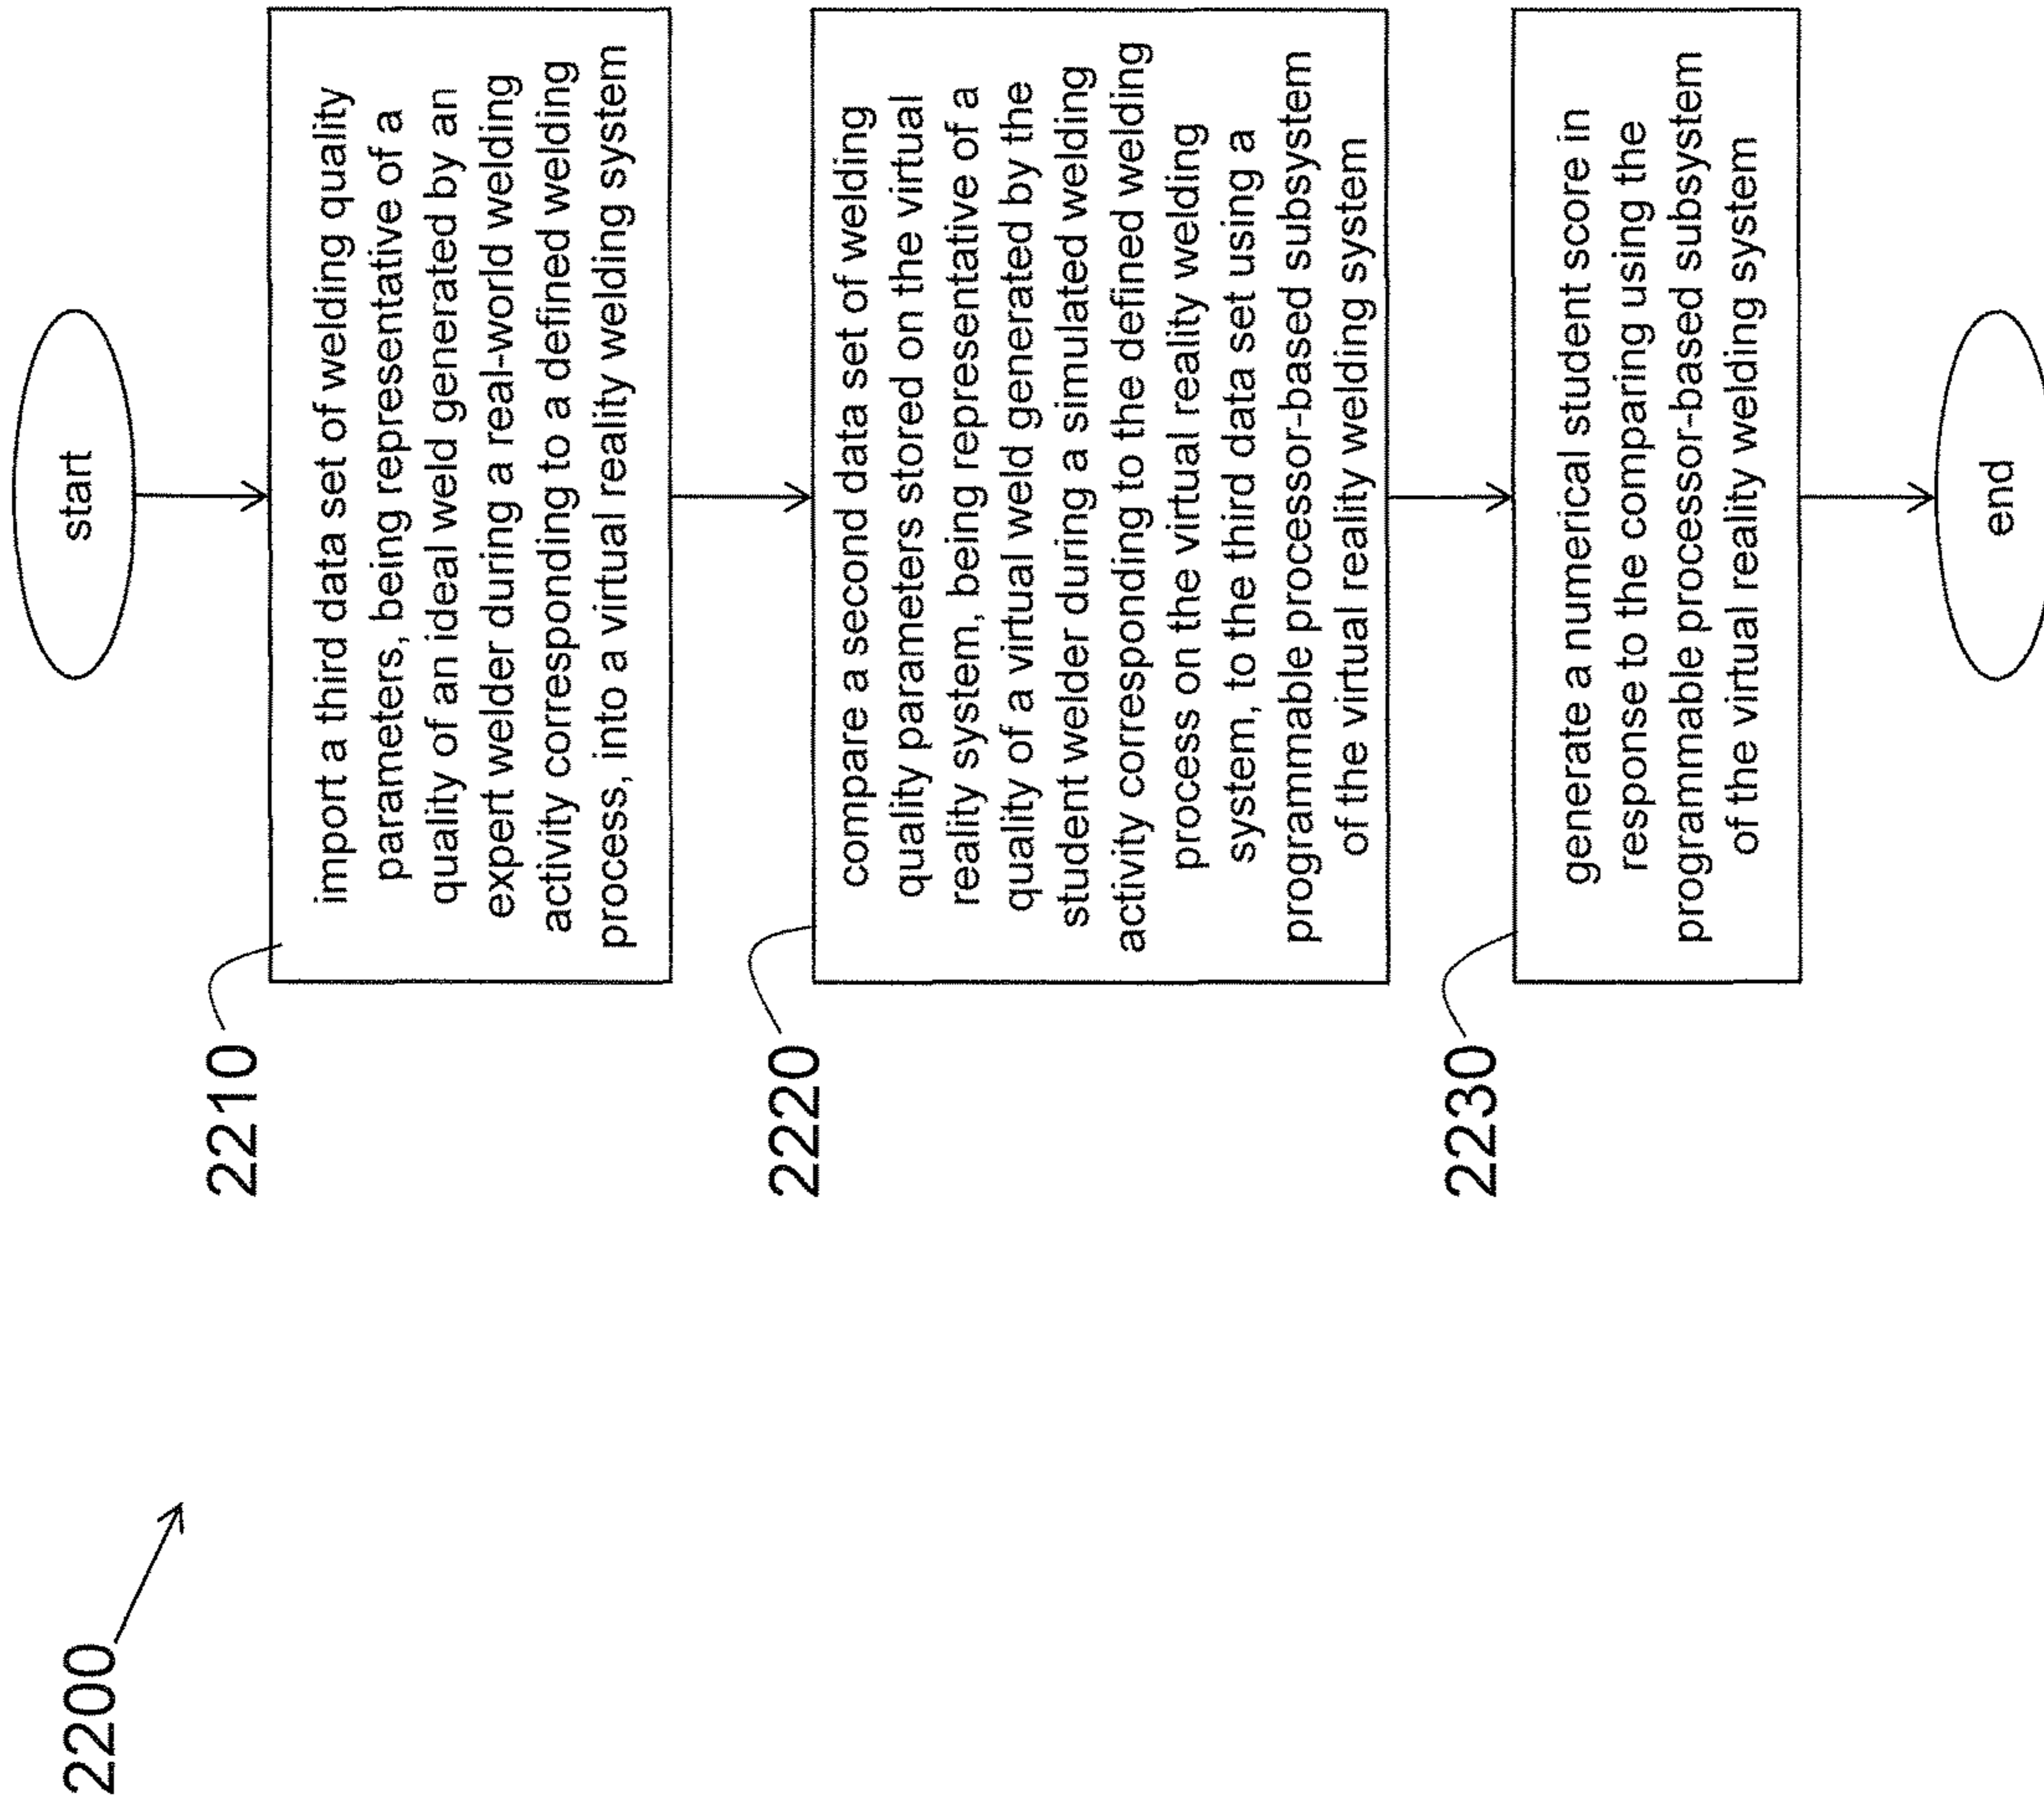 2200
start
2210
import a third data set of welding quality
parameters, being representative of a
quality of an ideal weld generated by an
expert welder during a real-world welding
activity corresponding to a defined welding
process, into a virtual reality welding system
2220
compare a second data set of welding
quality parameters stored on the virtual
reality system, being representative of a
quality of a virtual weld generated by the
student welder during a simulated welding
activity corresponding to the defined welding
process on the virtual reality welding
system, to the third data set using a
programmable processor-based subsystem
of the virtual reality welding system
2230
generate a numerical student score in
response to the comparing using the
programmable processor-based subsystem
of the virtual reality welding system
end